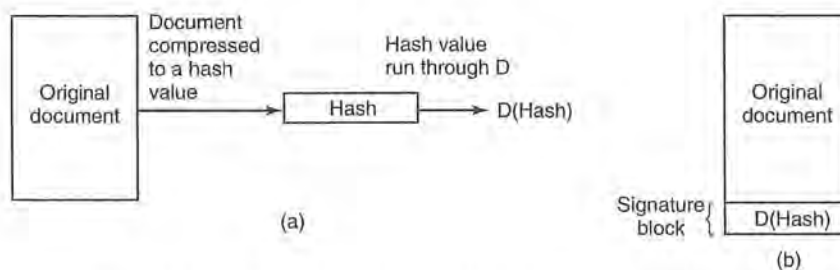 Original
document
Document
compressed
to a hash
value
Hash
Hash value
run through D
D(Hash)
(a)
Original
document
Signature
block
D(Hash)
(b)